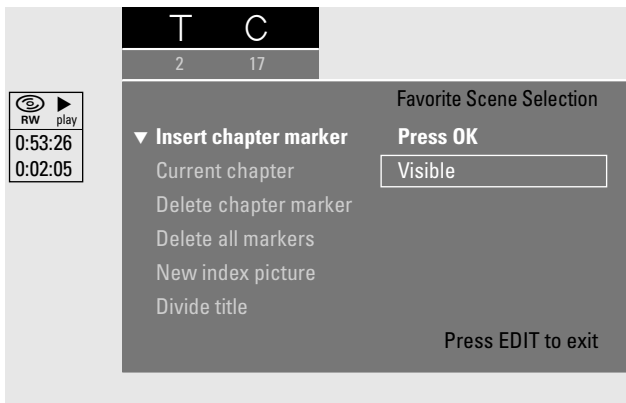 T C
2 17
RW play
0:53:26
0:02:05
Favorite Scene Selection
Insert chapter marker Press OK
Current chapter Visible
Delete chapter marker
Delete all markers
New index picture
Divide title
Press EDIT to exit